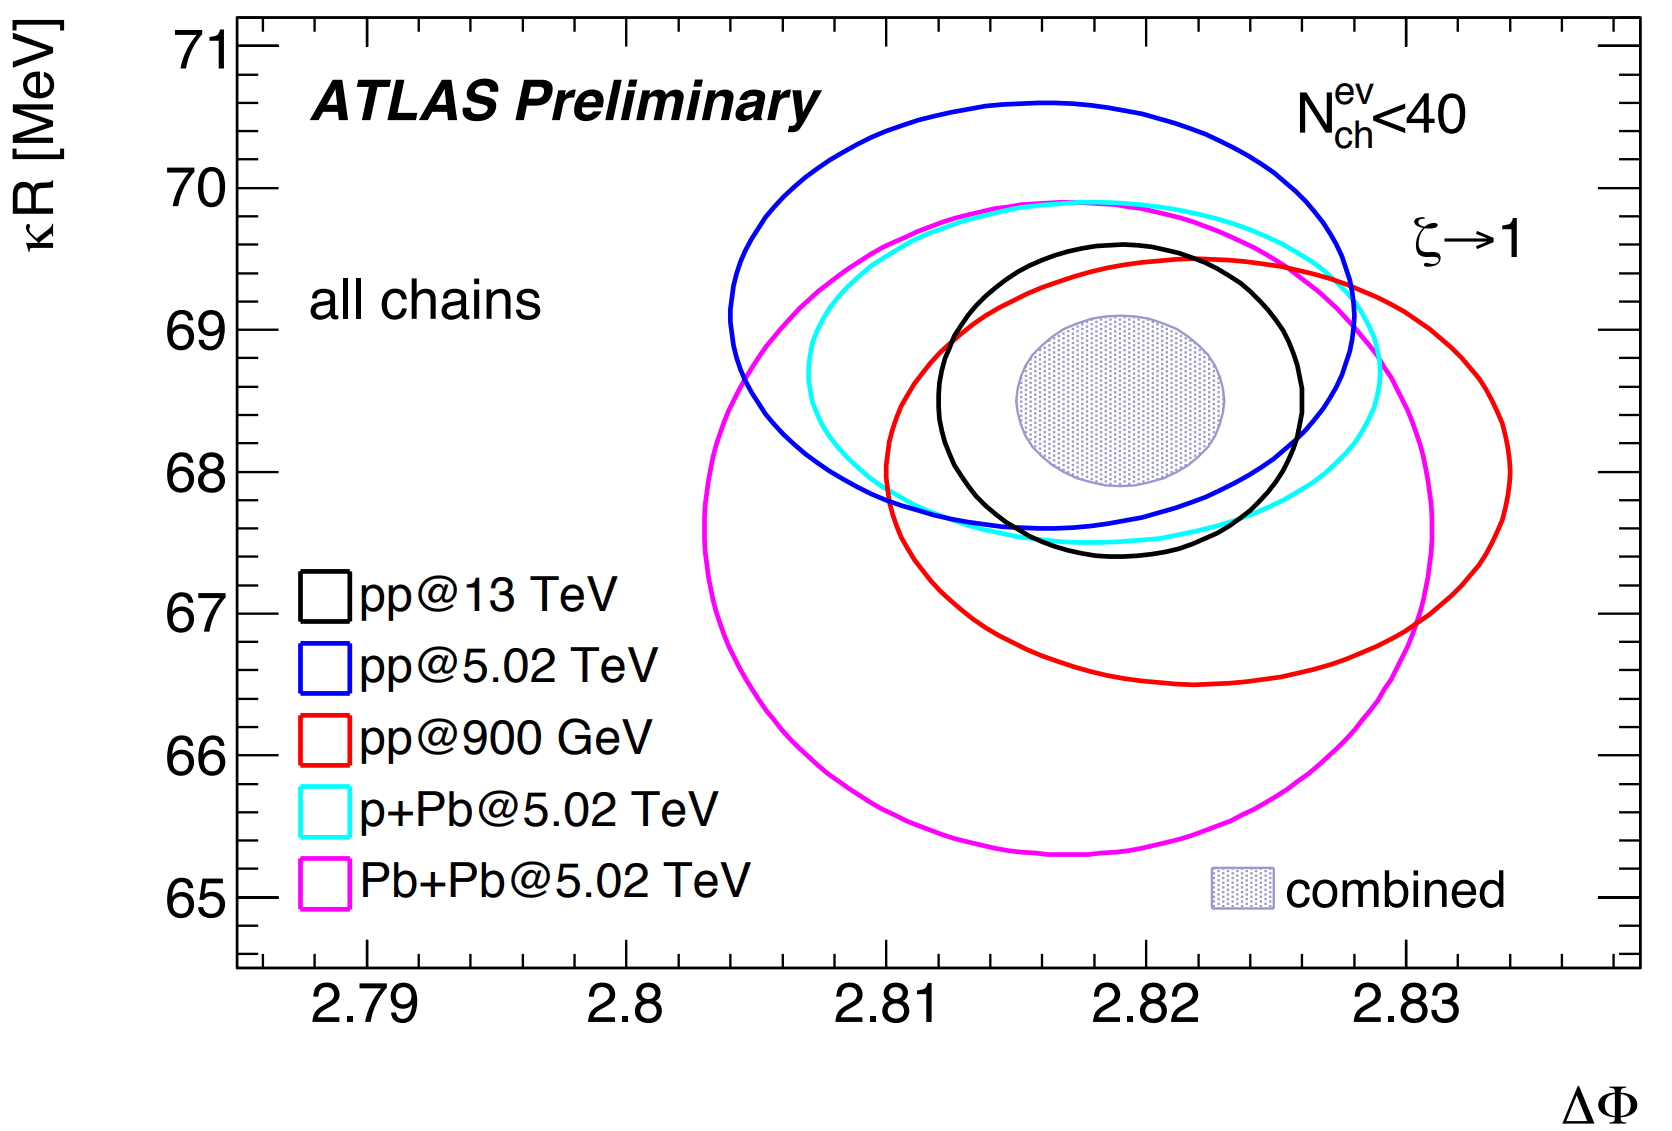 κR [MeV]
71
70
69
68
67
66
65
ATLAS Preliminary
N^{ev}_{ch}<40
ζ→1
all chains
pp@13 TeV
pp@5.02 TeV
pp@900 GeV
p+Pb@5.02 TeV
Pb+Pb@5.02 TeV
combined
2.79 2.8 2.81 2.82 2.83
ΔΦ